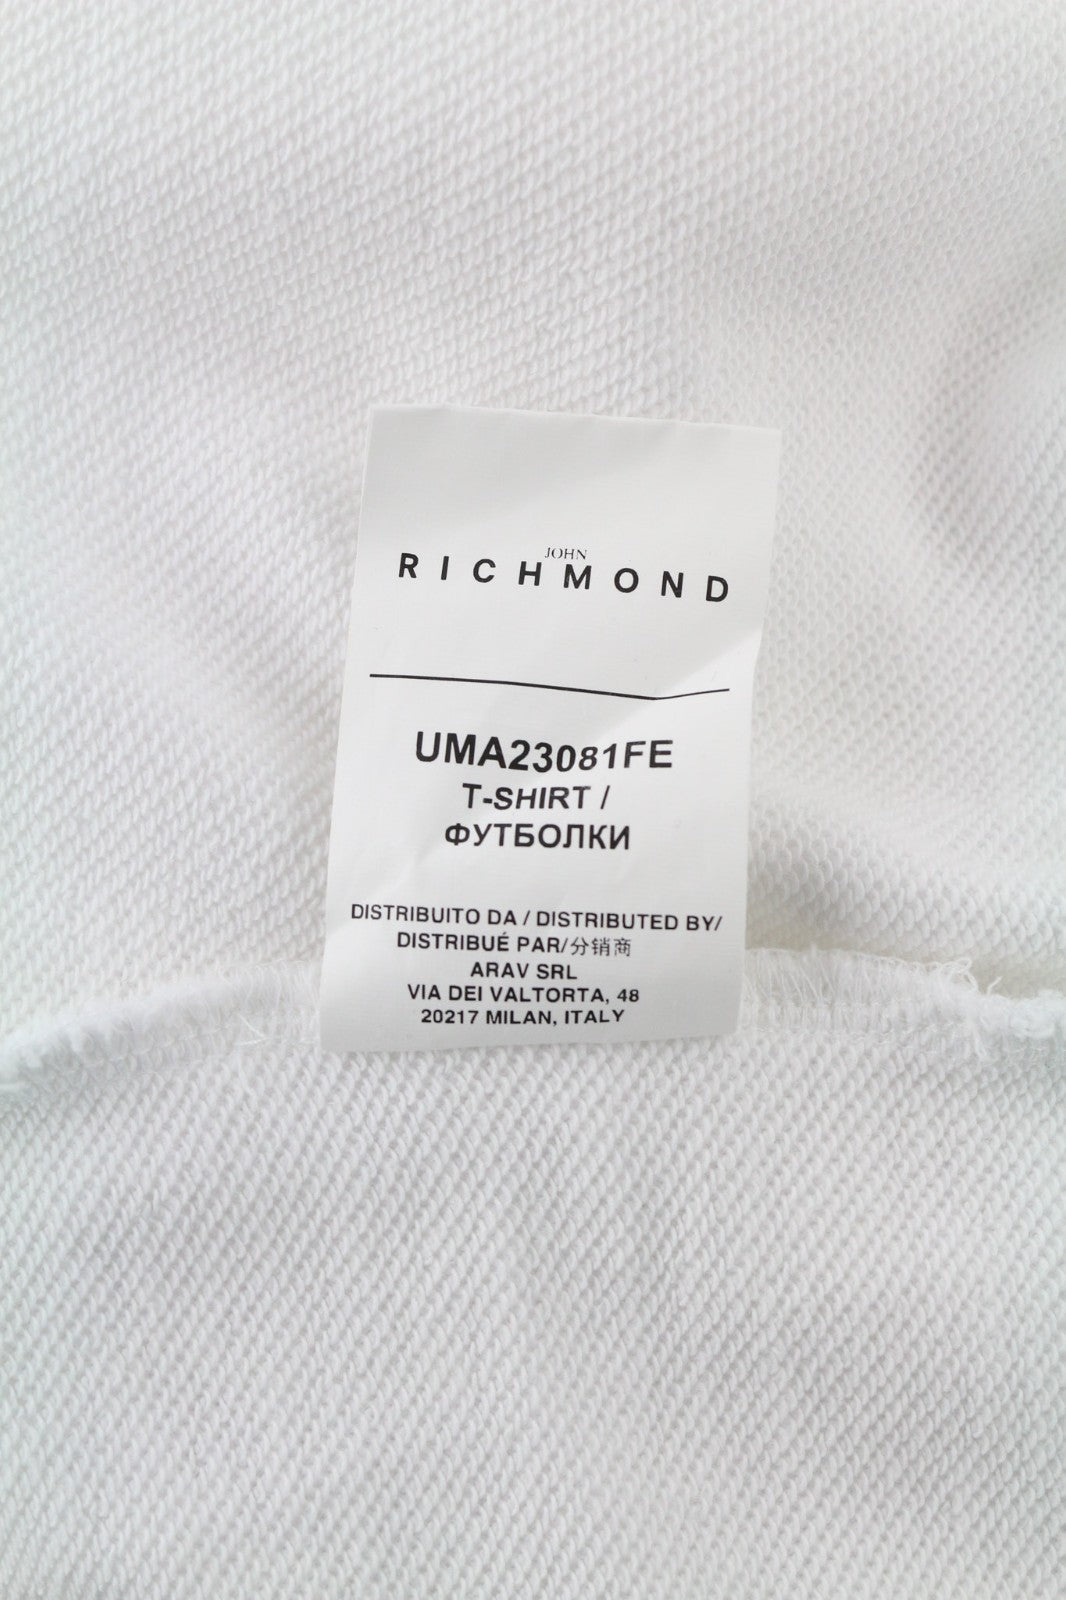 JOHN
RICHMOND
UMA23081FE
T-SHIRT /
ФУТБОЛКИ
DISTRIBUITO DA / DISTRIBUTED BY/
DISTRIBUÉ PAR/分销商
ARAV SRL
VIA DEI VALTORTA, 48
20217 MILAN, ITALY